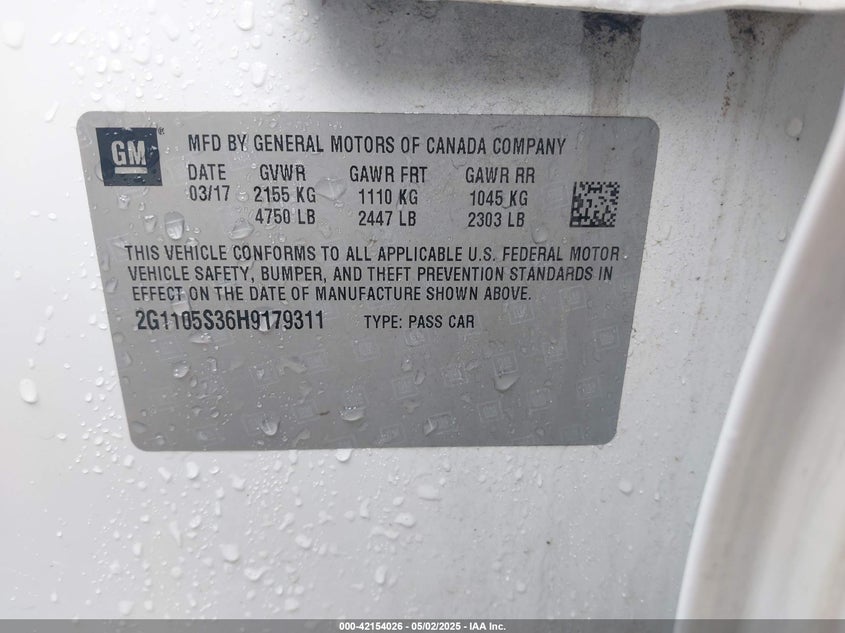 GM ®
MFD BY GENERAL MOTORS OF CANADA COMPANY
DATE GVWR GAWR FRT GAWR RR
03/17 2155 KG 1110 KG 1045 KG
4750 LB 2447 LB 2303 LB
THIS VEHICLE CONFORMS TO ALL APPLICABLE U.S. FEDERAL MOTOR
VEHICLE SAFETY, BUMPER, AND THEFT PREVENTION STANDARDS IN
EFFECT ON THE DATE OF MANUFACTURE SHOWN ABOVE.
2G1105S36H9179311 TYPE: PASS CAR
000-42154026 - 05/02/2025 - IAA Inc.